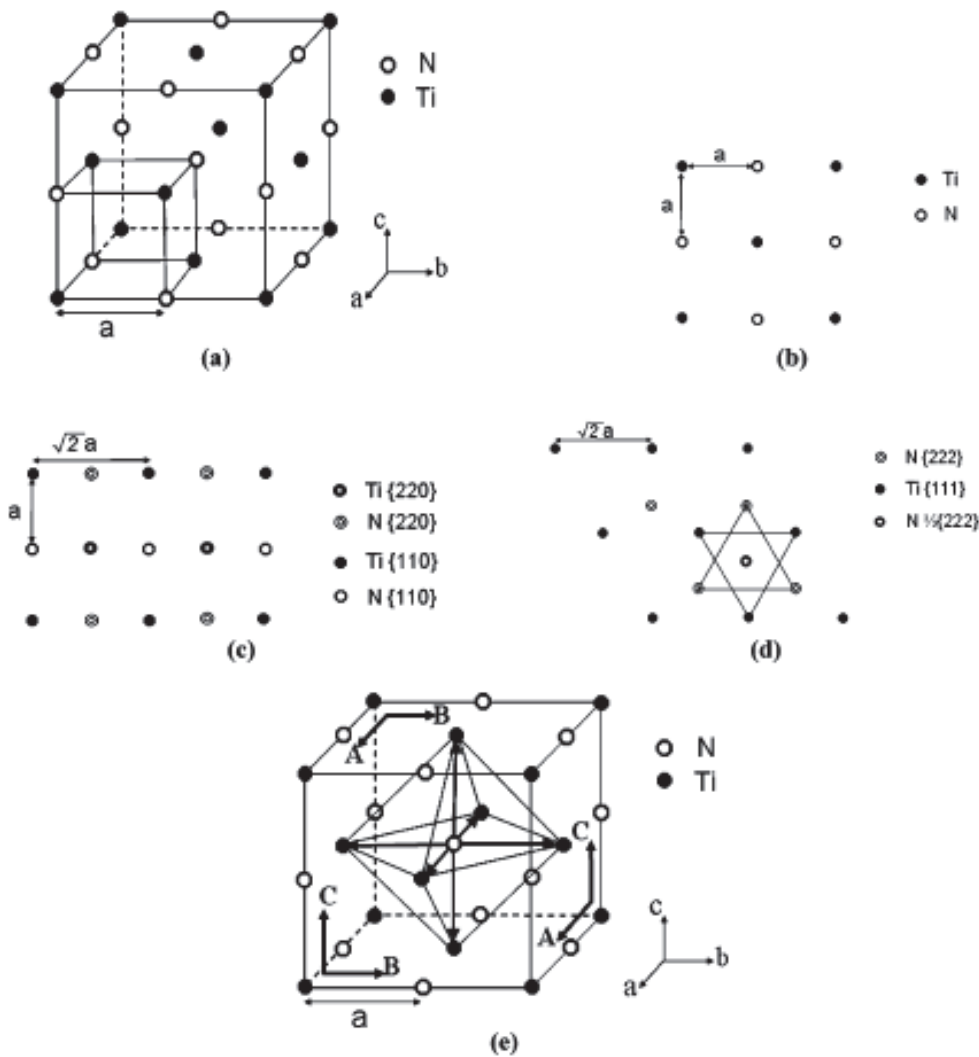 N
Ti
c
b
a
a
(a)
a
a
Ti
N
(b)
√2 a
a
Ti {220}
N {220}
Ti {110}
N {110}
(c)
√2 a
N {222}
Ti {111}
N ½{222}
(d)
B
A
N
Ti
C
C
A
B
c
b
a
a
(e)